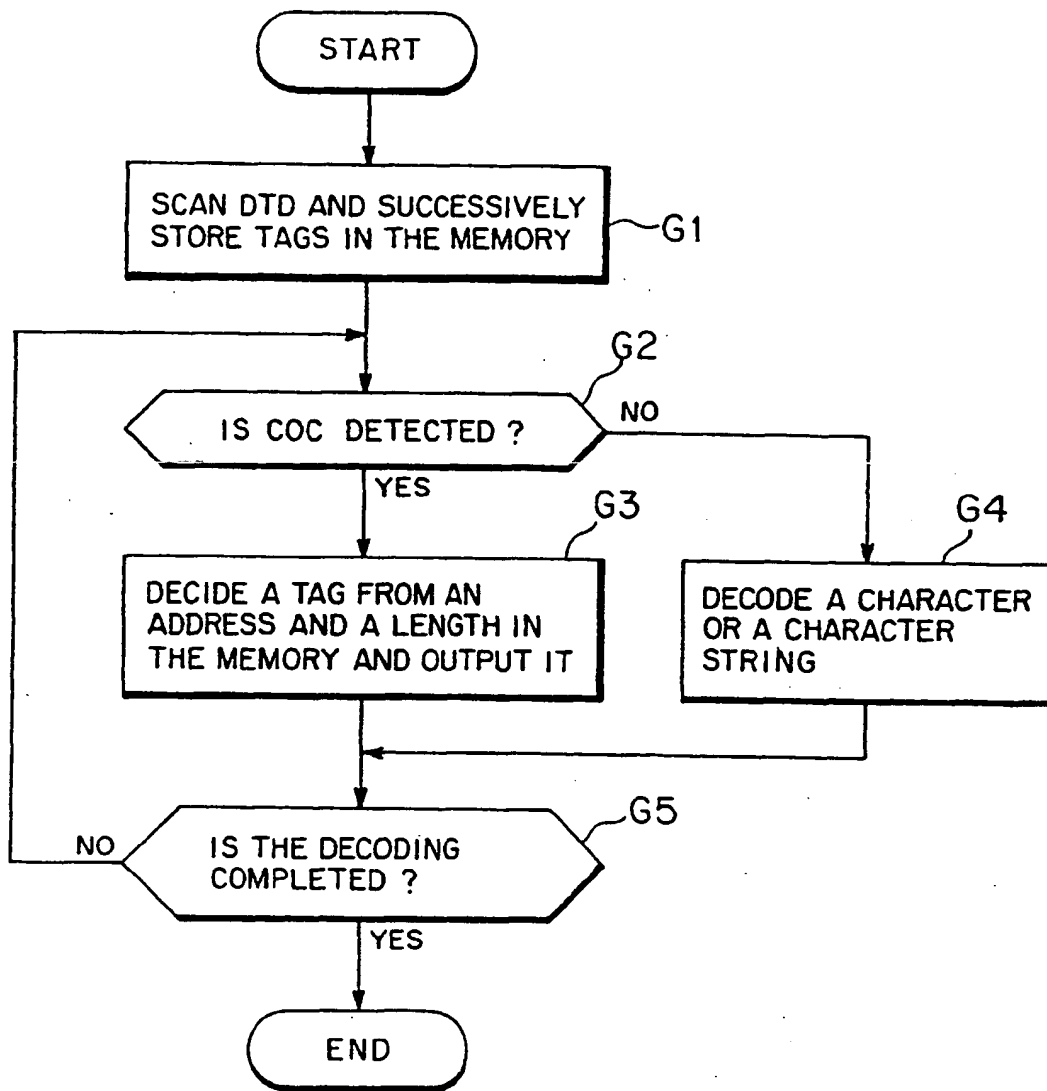 START
SCAN DTD AND SUCCESSIVELY
STORE TAGS IN THE MEMORY
G1
G2
IS COC DETECTED ?
NO
YES
G3
G4
DECIDE A TAG FROM AN
ADDRESS AND A LENGTH IN
THE MEMORY AND OUTPUT IT
DECODE A CHARACTER
OR A CHARACTER
STRING
G5
NO
IS THE DECODING
COMPLETED ?
YES
END